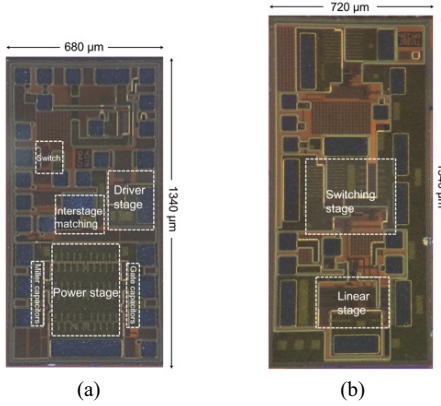 680 μm
720 μm
1340 μm
Switch
Driver
stage
Interstage
matching
Miller capacitors
Power stage
Gate capacitors
Switching
stage
Linear
stage
(a)
(b)